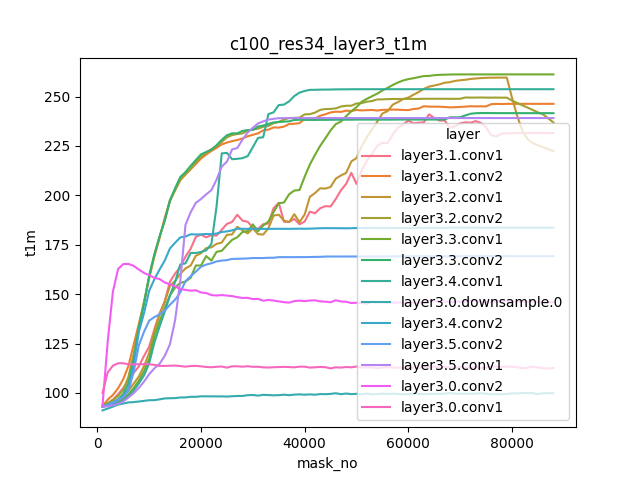 c100_res34_layer3_t1m
t1m
250
225
200
175
150
125
100
0
20000
40000
60000
80000
mask_no
layer
layer3.1.conv1
layer3.1.conv2
layer3.2.conv1
layer3.2.conv2
layer3.3.conv1
layer3.3.conv2
layer3.4.conv1
layer3.0.downsample.0
layer3.4.conv2
layer3.5.conv2
layer3.5.conv1
layer3.0.conv2
layer3.0.conv1